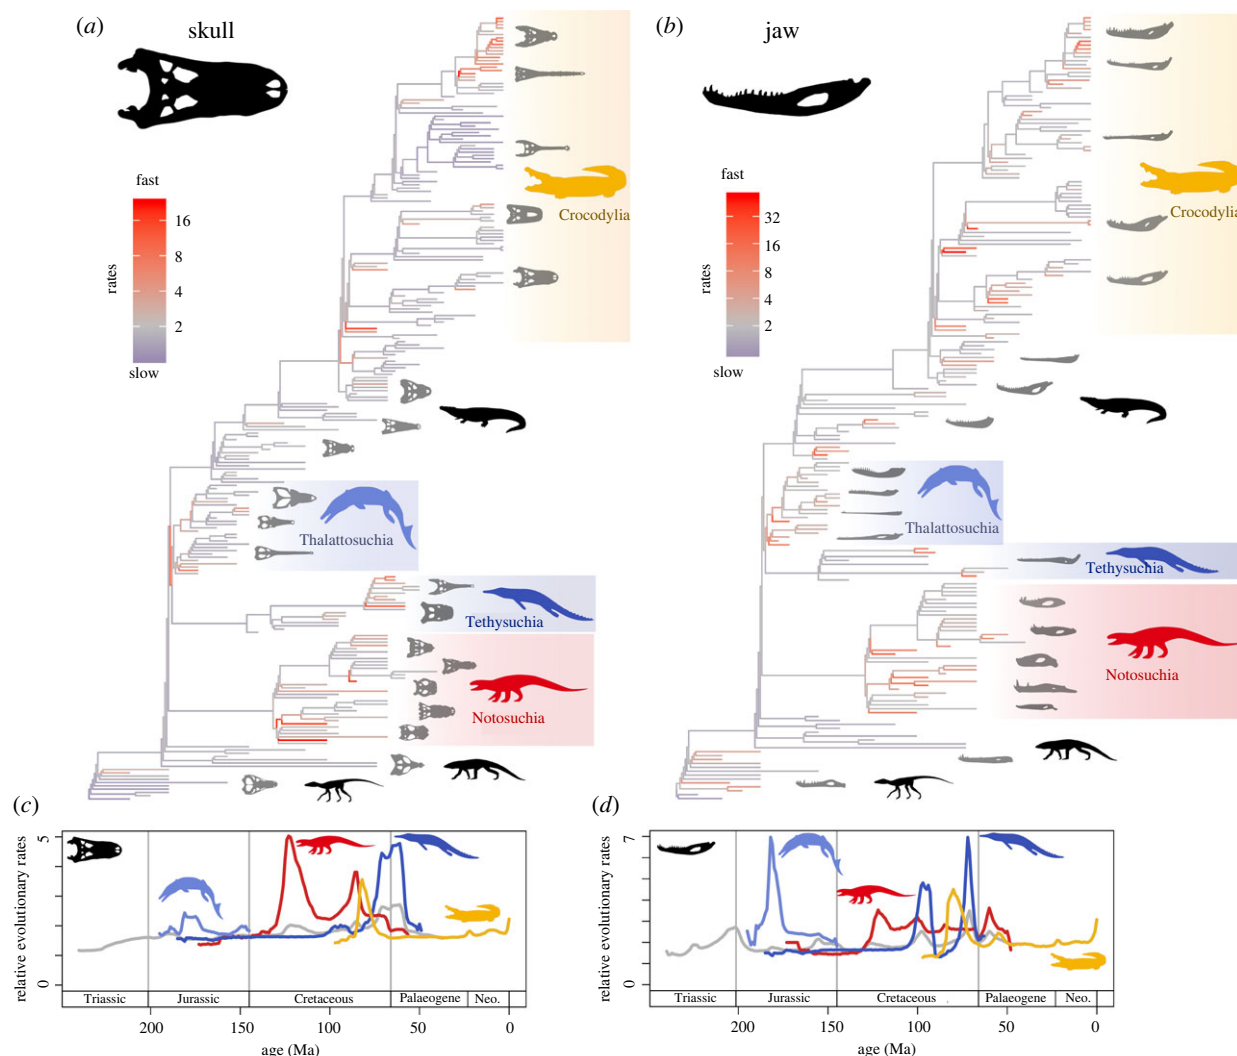 (a)
skull
fast
16
8
4
2
rates
slow
Crocodylia
Thalattosuchia
Tethysuchia
Notosuchia
(b)
jaw
fast
32
16
8
4
2
rates
slow
Crocodylia
Thalattosuchia
Tethysuchia
Notosuchia
(c)
5
0
relative evolutionary rates
Triassic Jurassic Cretaceous Palaeogene Neo.
200 150 100 50 0
age (Ma)
(d)
7
0
relative evolutionary rates
Triassic Jurassic Cretaceous Palaeogene Neo.
200 150 100 50 0
age (Ma)